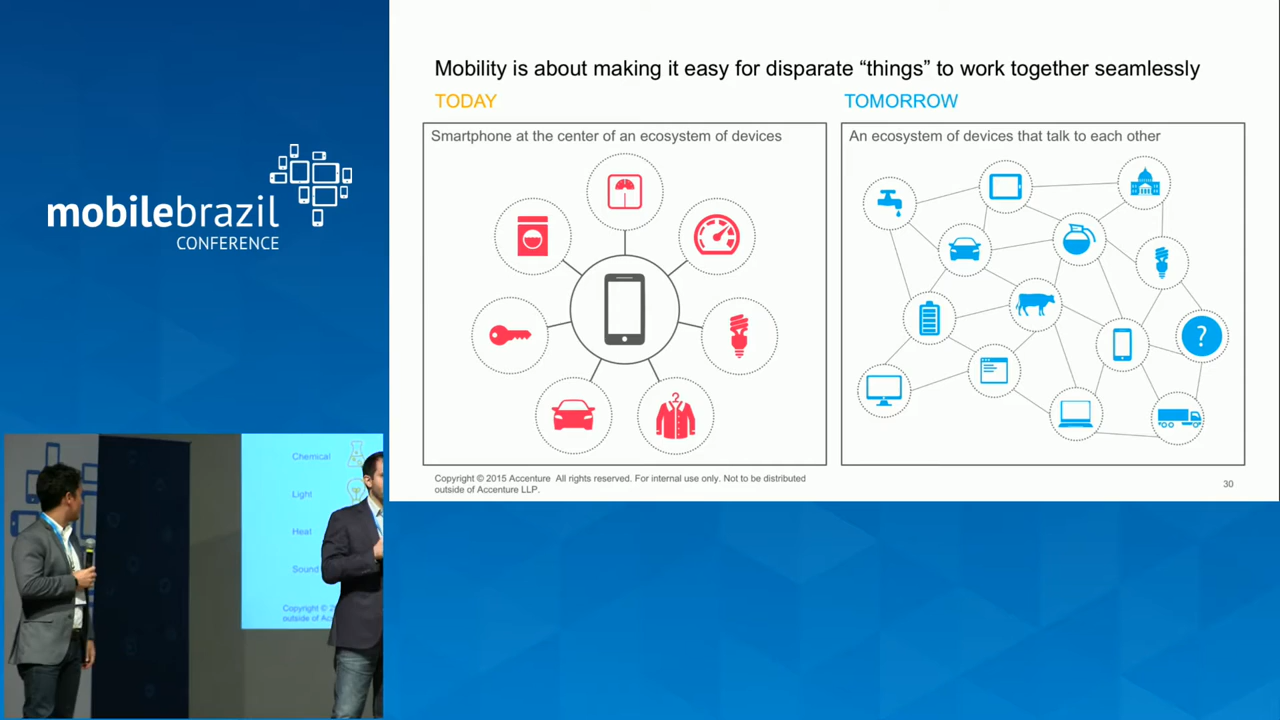 mobilebrazil
CONFERENCE
Mobility is about making it easy for disparate “things” to work together seamlessly
TODAY
Smartphone at the center of an ecosystem of devices
TOMORROW
An ecosystem of devices that talk to each other
?
Copyright © 2015 Accenture All rights reserved. For internal use only. Not to be distributed
outside of Accenture LLP.
30
Chemical
Light
Heat
Sound
Copyright ©
outside of